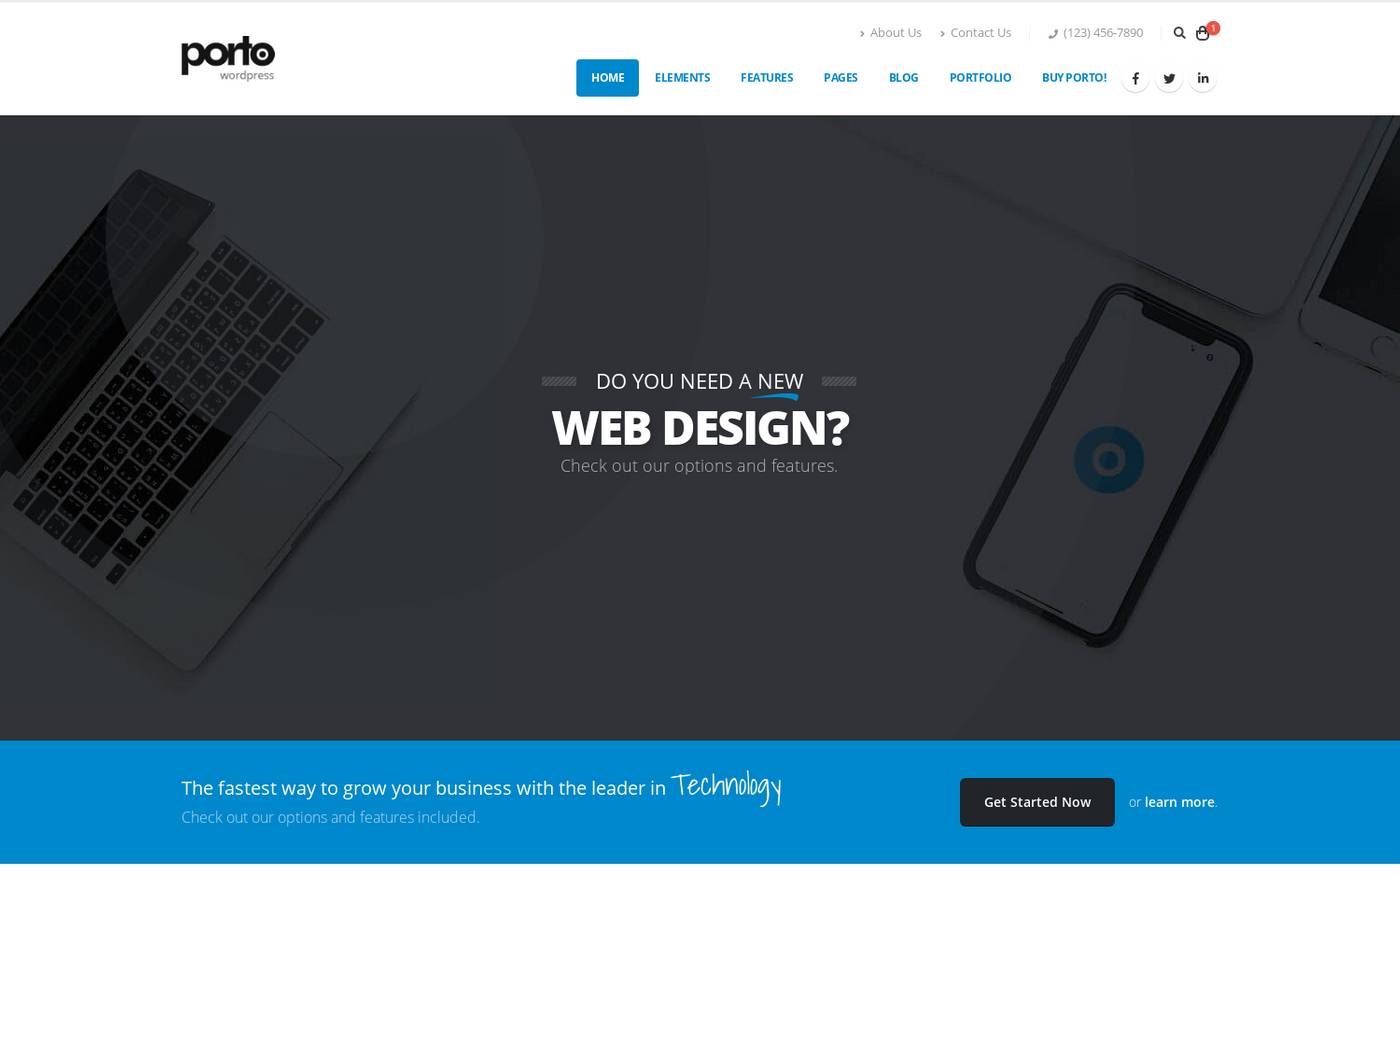 About Us
Contact Us
(123) 456-7890
1
porto
wordpress
HOME
ELEMENTS
FEATURES
PAGES
BLOG
PORTFOLIO
BUY PORTO!
DO YOU NEED A NEW
WEB DESIGN?
Check out our options and features.
The fastest way to grow your business with the leader in Technology
Check out our options and features included.
Get Started Now
or learn more.